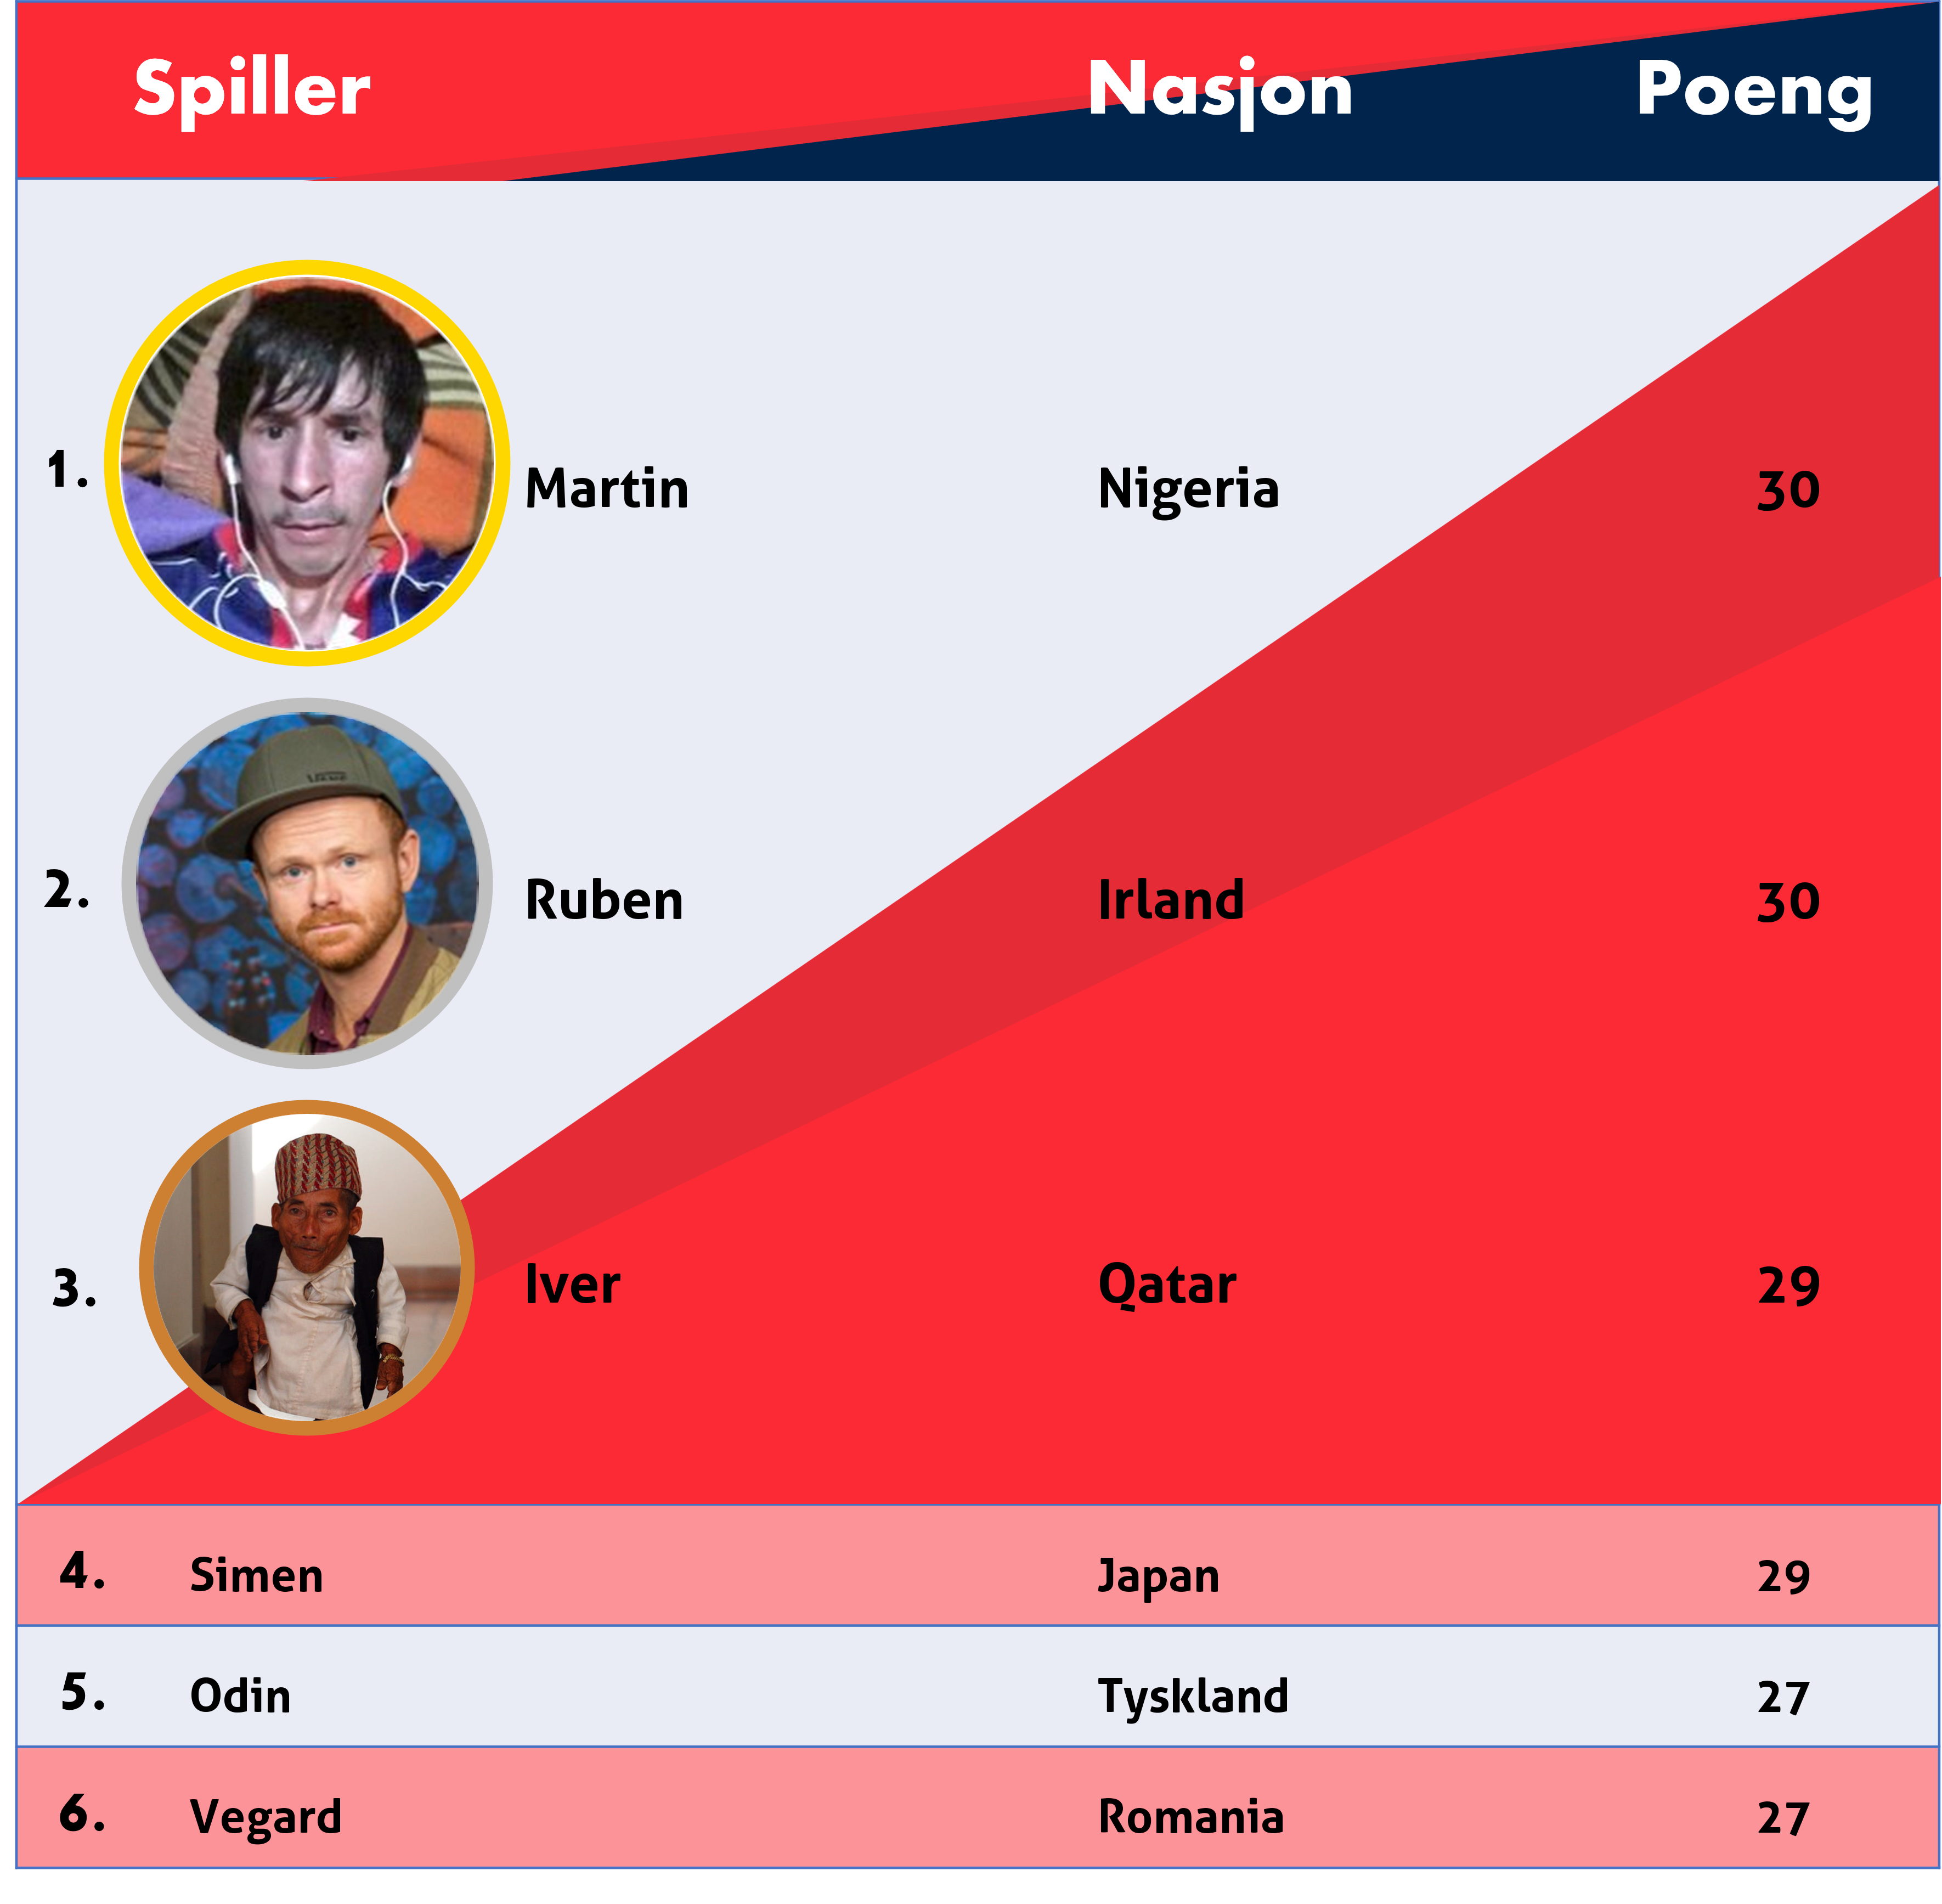 Spiller Nasjon Poeng
1. Martin Nigeria 30
2. Ruben Irland 30
3. Iver Qatar 29
4. Simen Japan 29
5. Odin Tyskland 27
6. Vegard Romania 27